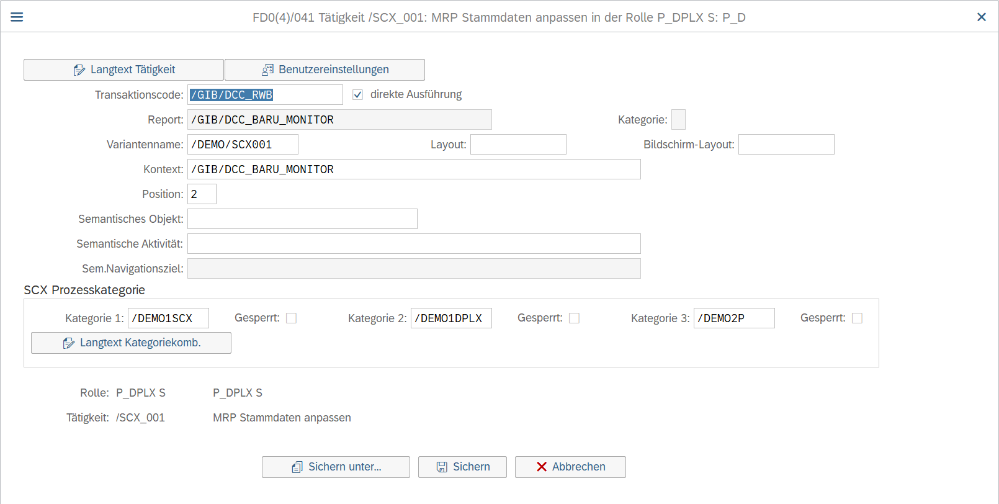 FD0(4)/041 Tätigkeit /SCX_001: MRP Stammdaten anpassen in der Rolle P_DPLX S: P_D
Langtext Tätigkeit Benutzereinstellungen
Transaktionscode: /GIB/DCC_RWB direkte Ausführung
Report: /GIB/DCC_BARU_MONITOR Kategorie:
Variantenname: /DEMO/SCX001 Layout: Bildschirm-Layout:
Kontext: /GIB/DCC_BARU_MONITOR
Position: 2
Semantisches Objekt:
Semantische Aktivität:
Sem.Navigationsziel:
SCX Prozesskategorie
Kategorie 1: /DEMO1SCX Gesperrt: Kategorie 2: /DEMO1DPLX Gesperrt: Kategorie 3: /DEMO2P Gesperrt:
Langtext Kategoriekomb.
Rolle: P_DPLX S P_DPLX S
Tätigkeit: /SCX_001 MRP Stammdaten anpassen
Sichern unter... Sichern Abbrechen